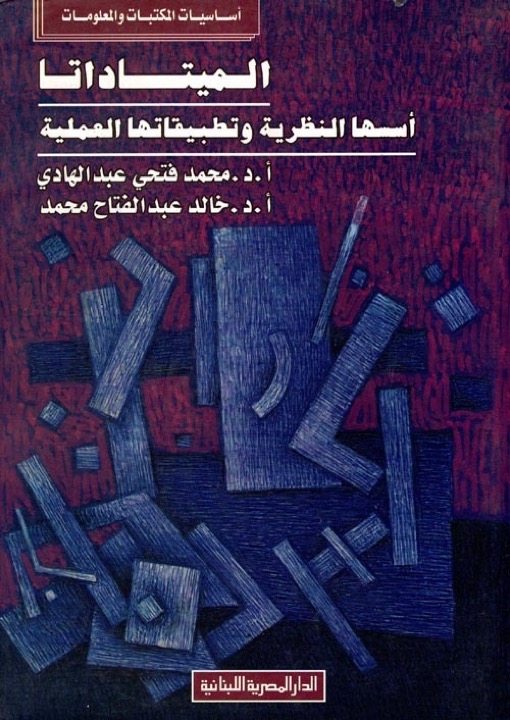 أساسيات المكتبات والمعلومات
الميتاداتا
أسسها النظرية وتطبيقاتها العملية
أ.د. محمد فتحي عبد الهادي
أ.د. خالد عبد الفتاح محمد
الدار المصرية اللبنانية